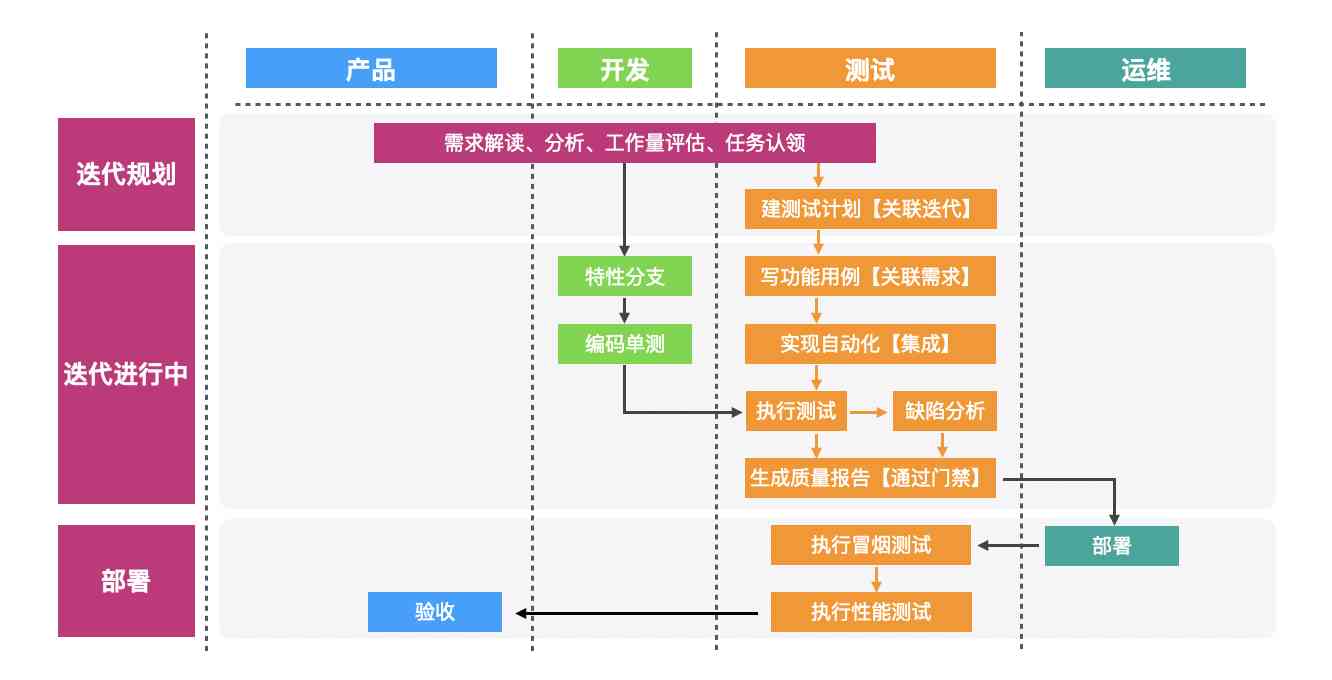 产品
开发
测试
运维
迭代规划
需求解读、分析、工作量评估、任务认领
建测试计划【关联迭代】
迭代进行中
特性分支
写功能用例【关联需求】
编码单测
实现自动化【集成】
执行测试
缺陷分析
生成质量报告【通过门禁】
部署
执行冒烟测试
部署
验收
执行性能测试